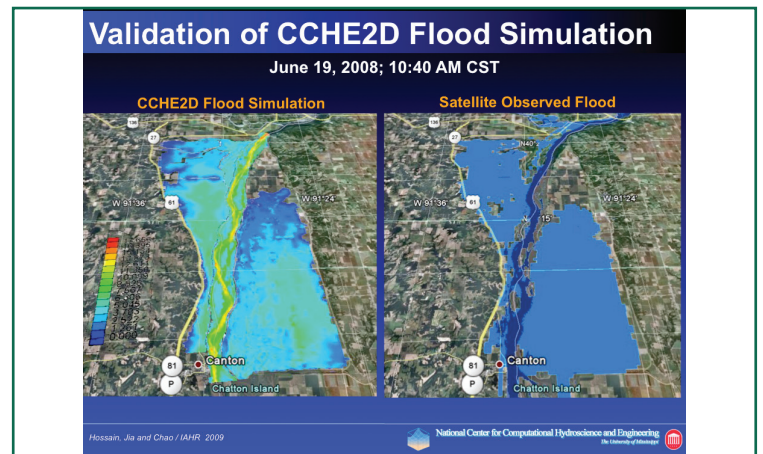 Validation of CCHE2D Flood Simulation
June 19, 2008; 10:40 AM CST
CCHE2D Flood Simulation
Satellite Observed Flood
136
27
W 91°36'
61
W 91°24'
81
P
Canton
Chatton Island
136
27
N40°
W 91°36'
61
W 91°24'
15'
81
P
Canton
Chatton Island
Hossain, Jia and Chao / IAHR 2009
National Center for Computational Hydroscience and Engineering
The University of Mississippi